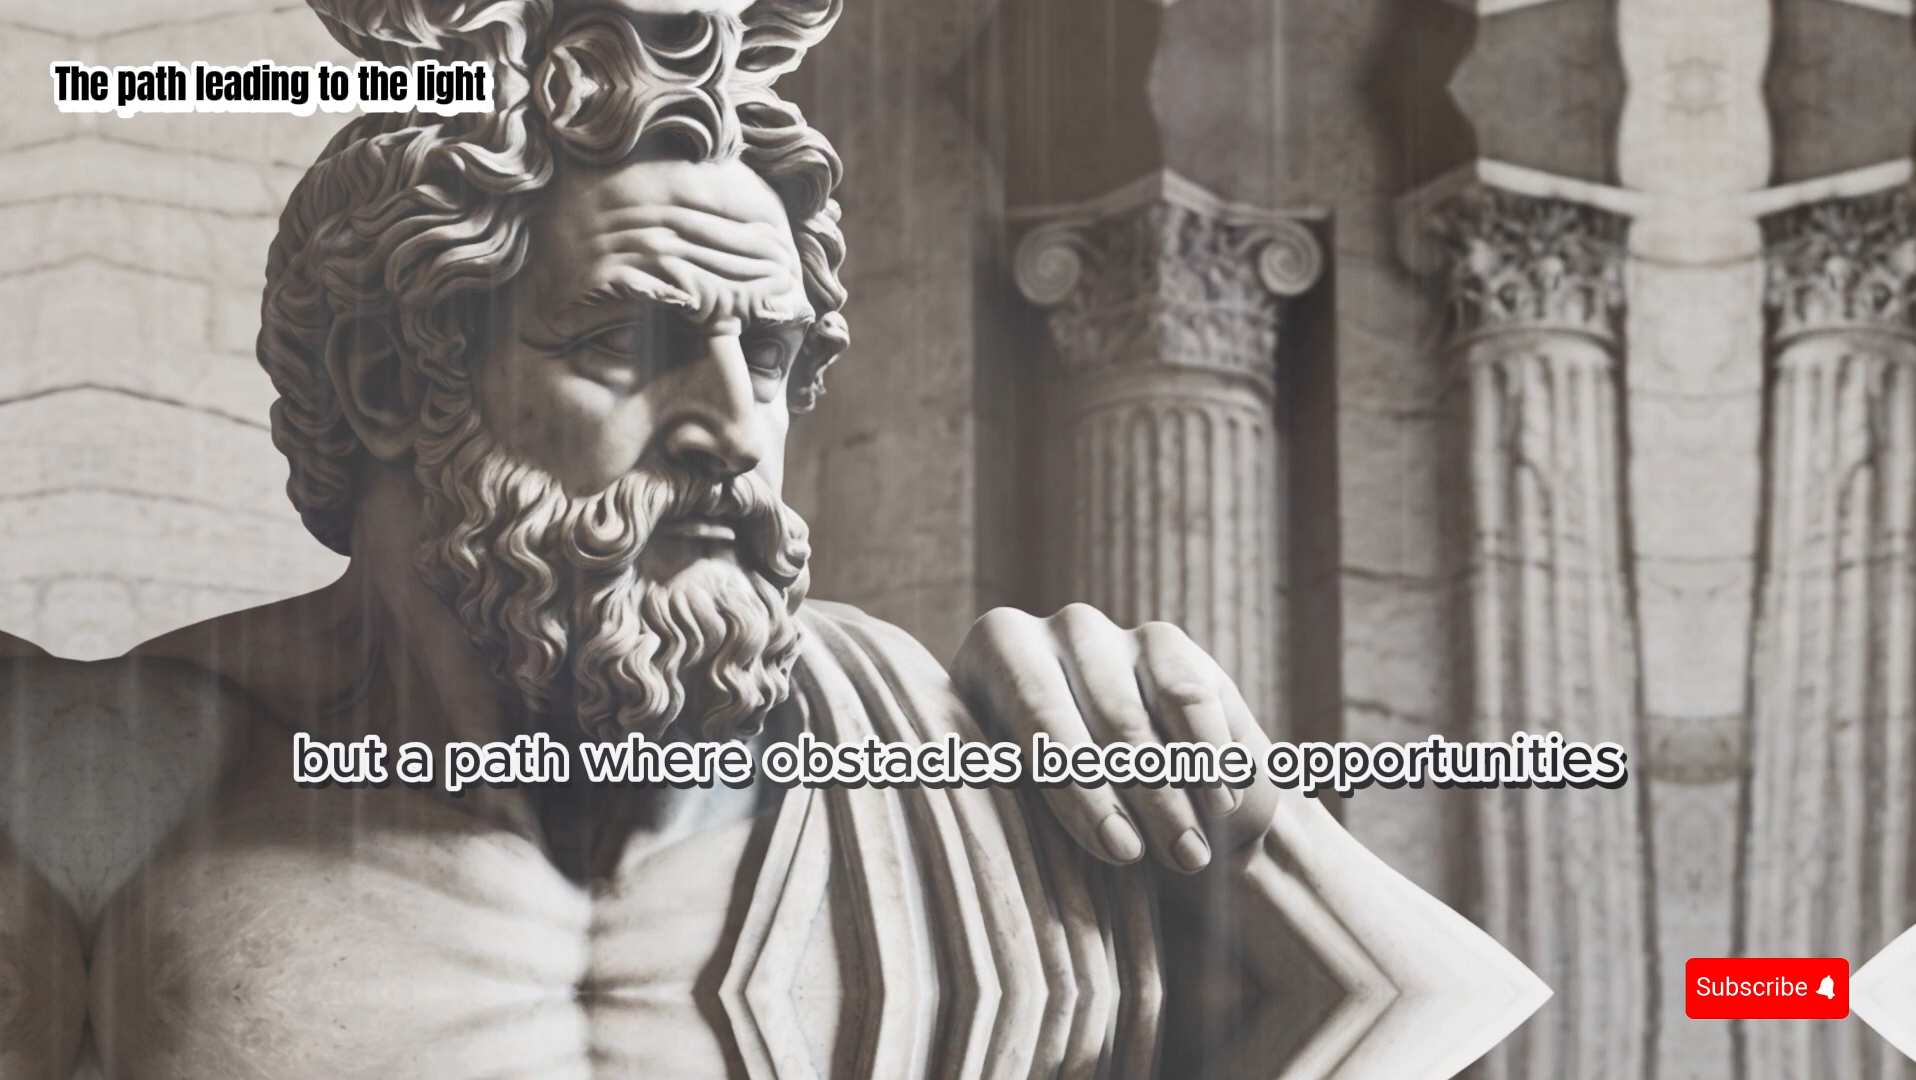 The path leading to the light
but a path where obstacles become opportunities
Subscribe